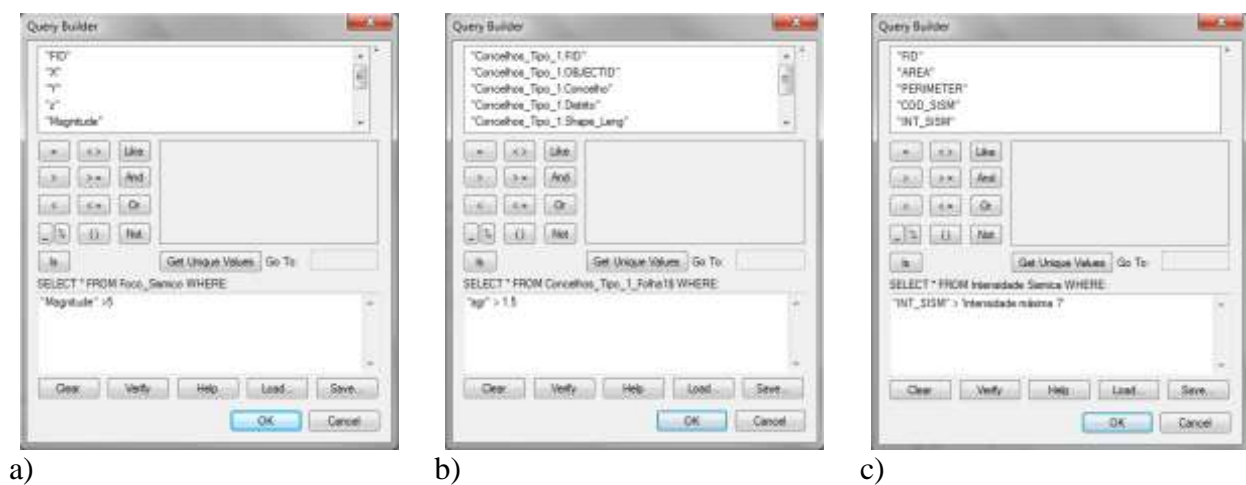 Query Builder
"FID"
"X"
"Y"
"z"
"Magnitude"
= <> Like
> >= And
< <= Or
_ % () Not
Is Get Unique Values Go To:
SELECT * FROM Foco_Sismico WHERE:
"Magnitude" >5
Clear Verify Help Load... Save...
OK Cancel
a)
Query Builder
"Concelhos_Tipo_1.FID"
"Concelhos_Tipo_1.OBJECTID"
"Concelhos_Tipo_1.Concelho"
"Concelhos_Tipo_1.Distrito"
"Concelhos_Tipo_1.Shape_Leng"
= <> Like
> >= And
< <= Or
_ % () Not
Is Get Unique Values Go To:
SELECT * FROM Concelhos_Tipo_1_Folha1$ WHERE:
"agr" > 1.5
Clear Verify Help Load... Save...
OK Cancel
b)
Query Builder
"FID"
"AREA"
"PERIMETER"
"COD_SISM"
"INT_SISM"
= <> Like
> >= And
< <= Or
_ % () Not
Is Get Unique Values Go To:
SELECT * FROM Intensidade Sismica WHERE:
"INT_SISM" > 'Intensidade máxima 7'
Clear Verify Help Load... Save...
OK Cancel
c)